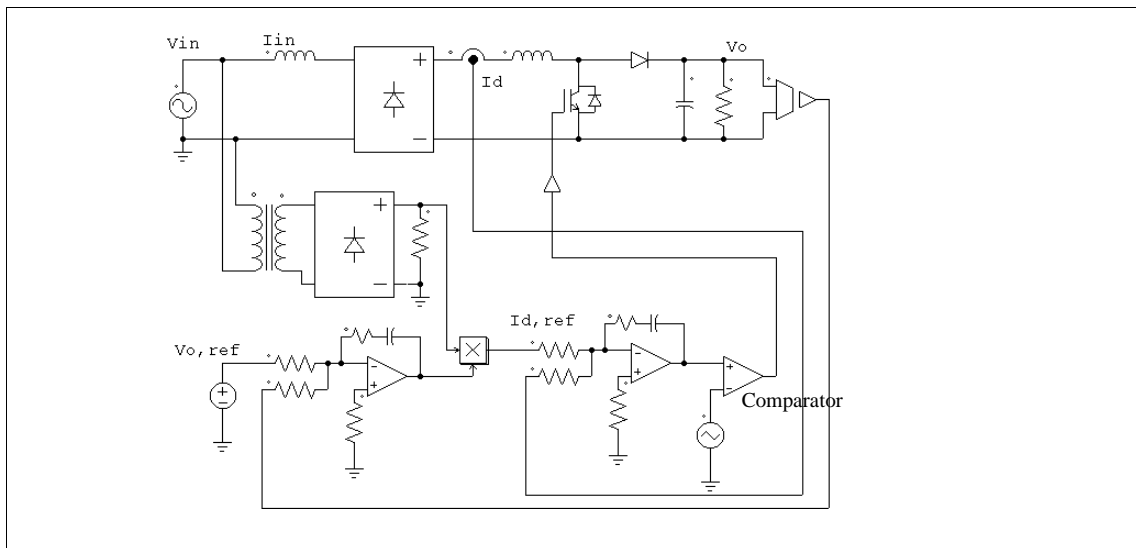 Vin
Iin
Id
Vo
Vo,ref
Id,ref
Comparator